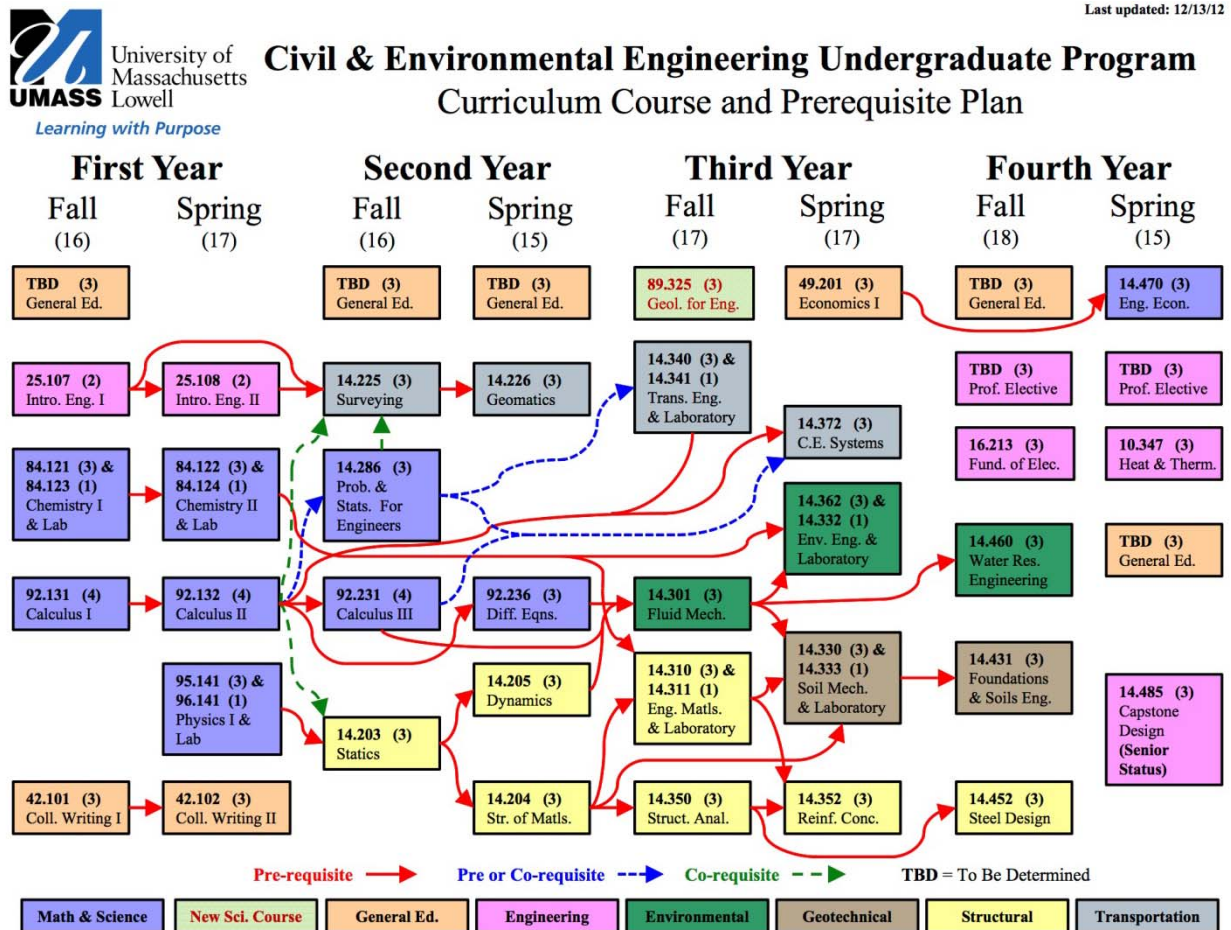 Last updated: 12/13/12
UMASS
University of
Massachusetts
Lowell
Learning with Purpose
Civil & Environmental Engineering Undergraduate Program
Curriculum Course and Prerequisite Plan
First Year
Second Year
Third Year
Fourth Year
Fall
(16)
Spring
(17)
Fall
(16)
Spring
(15)
Fall
(17)
Spring
(17)
Fall
(18)
Spring
(15)
TBD (3)
General Ed.
TBD (3)
General Ed.
TBD (3)
General Ed.
89.325 (3)
Geol. for Eng.
49.201 (3)
Economics I
TBD (3)
General Ed.
14.470 (3)
Eng. Econ.
25.107 (2)
Intro. Eng. I
25.108 (2)
Intro. Eng. II
14.225 (3)
Surveying
14.226 (3)
Geomatics
14.340 (3) &
14.341 (1)
Trans. Eng.
& Laboratory
14.372 (3)
C.E. Systems
TBD (3)
Prof. Elective
TBD (3)
Prof. Elective
84.121 (3) &
84.123 (1)
Chemistry I
& Lab
84.122 (3) &
84.124 (1)
Chemistry II
& Lab
14.286 (3)
Prob. &
Stats. For
Engineers
14.362 (3) &
14.332 (1)
Env. Eng. &
Laboratory
16.213 (3)
Fund. of Elec.
10.347 (3)
Heat & Therm.
92.131 (4)
Calculus I
92.132 (4)
Calculus II
92.231 (4)
Calculus III
92.236 (3)
Diff. Eqns.
14.301 (3)
Fluid Mech.
14.460 (3)
Water Res.
Engineering
TBD (3)
General Ed.
95.141 (3) &
96.141 (1)
Physics I &
Lab
14.203 (3)
Statics
14.205 (3)
Dynamics
14.310 (3) &
14.311 (1)
Eng. Matls.
& Laboratory
14.330 (3) &
14.333 (1)
Soil Mech.
& Laboratory
14.431 (3)
Foundations
& Soils Eng.
14.485 (3)
Capstone
Design
(Senior
Status)
42.101 (3)
Coll. Writing I
42.102 (3)
Coll. Writing II
14.204 (3)
Str. of Matls.
14.350 (3)
Struct. Anal.
14.352 (3)
Reinf. Conc.
14.452 (3)
Steel Design
Pre-requisite
Pre or Co-requisite
Co-requisite
TBD = To Be Determined
Math & Science
New Sci. Course
General Ed.
Engineering
Environmental
Geotechnical
Structural
Transportation